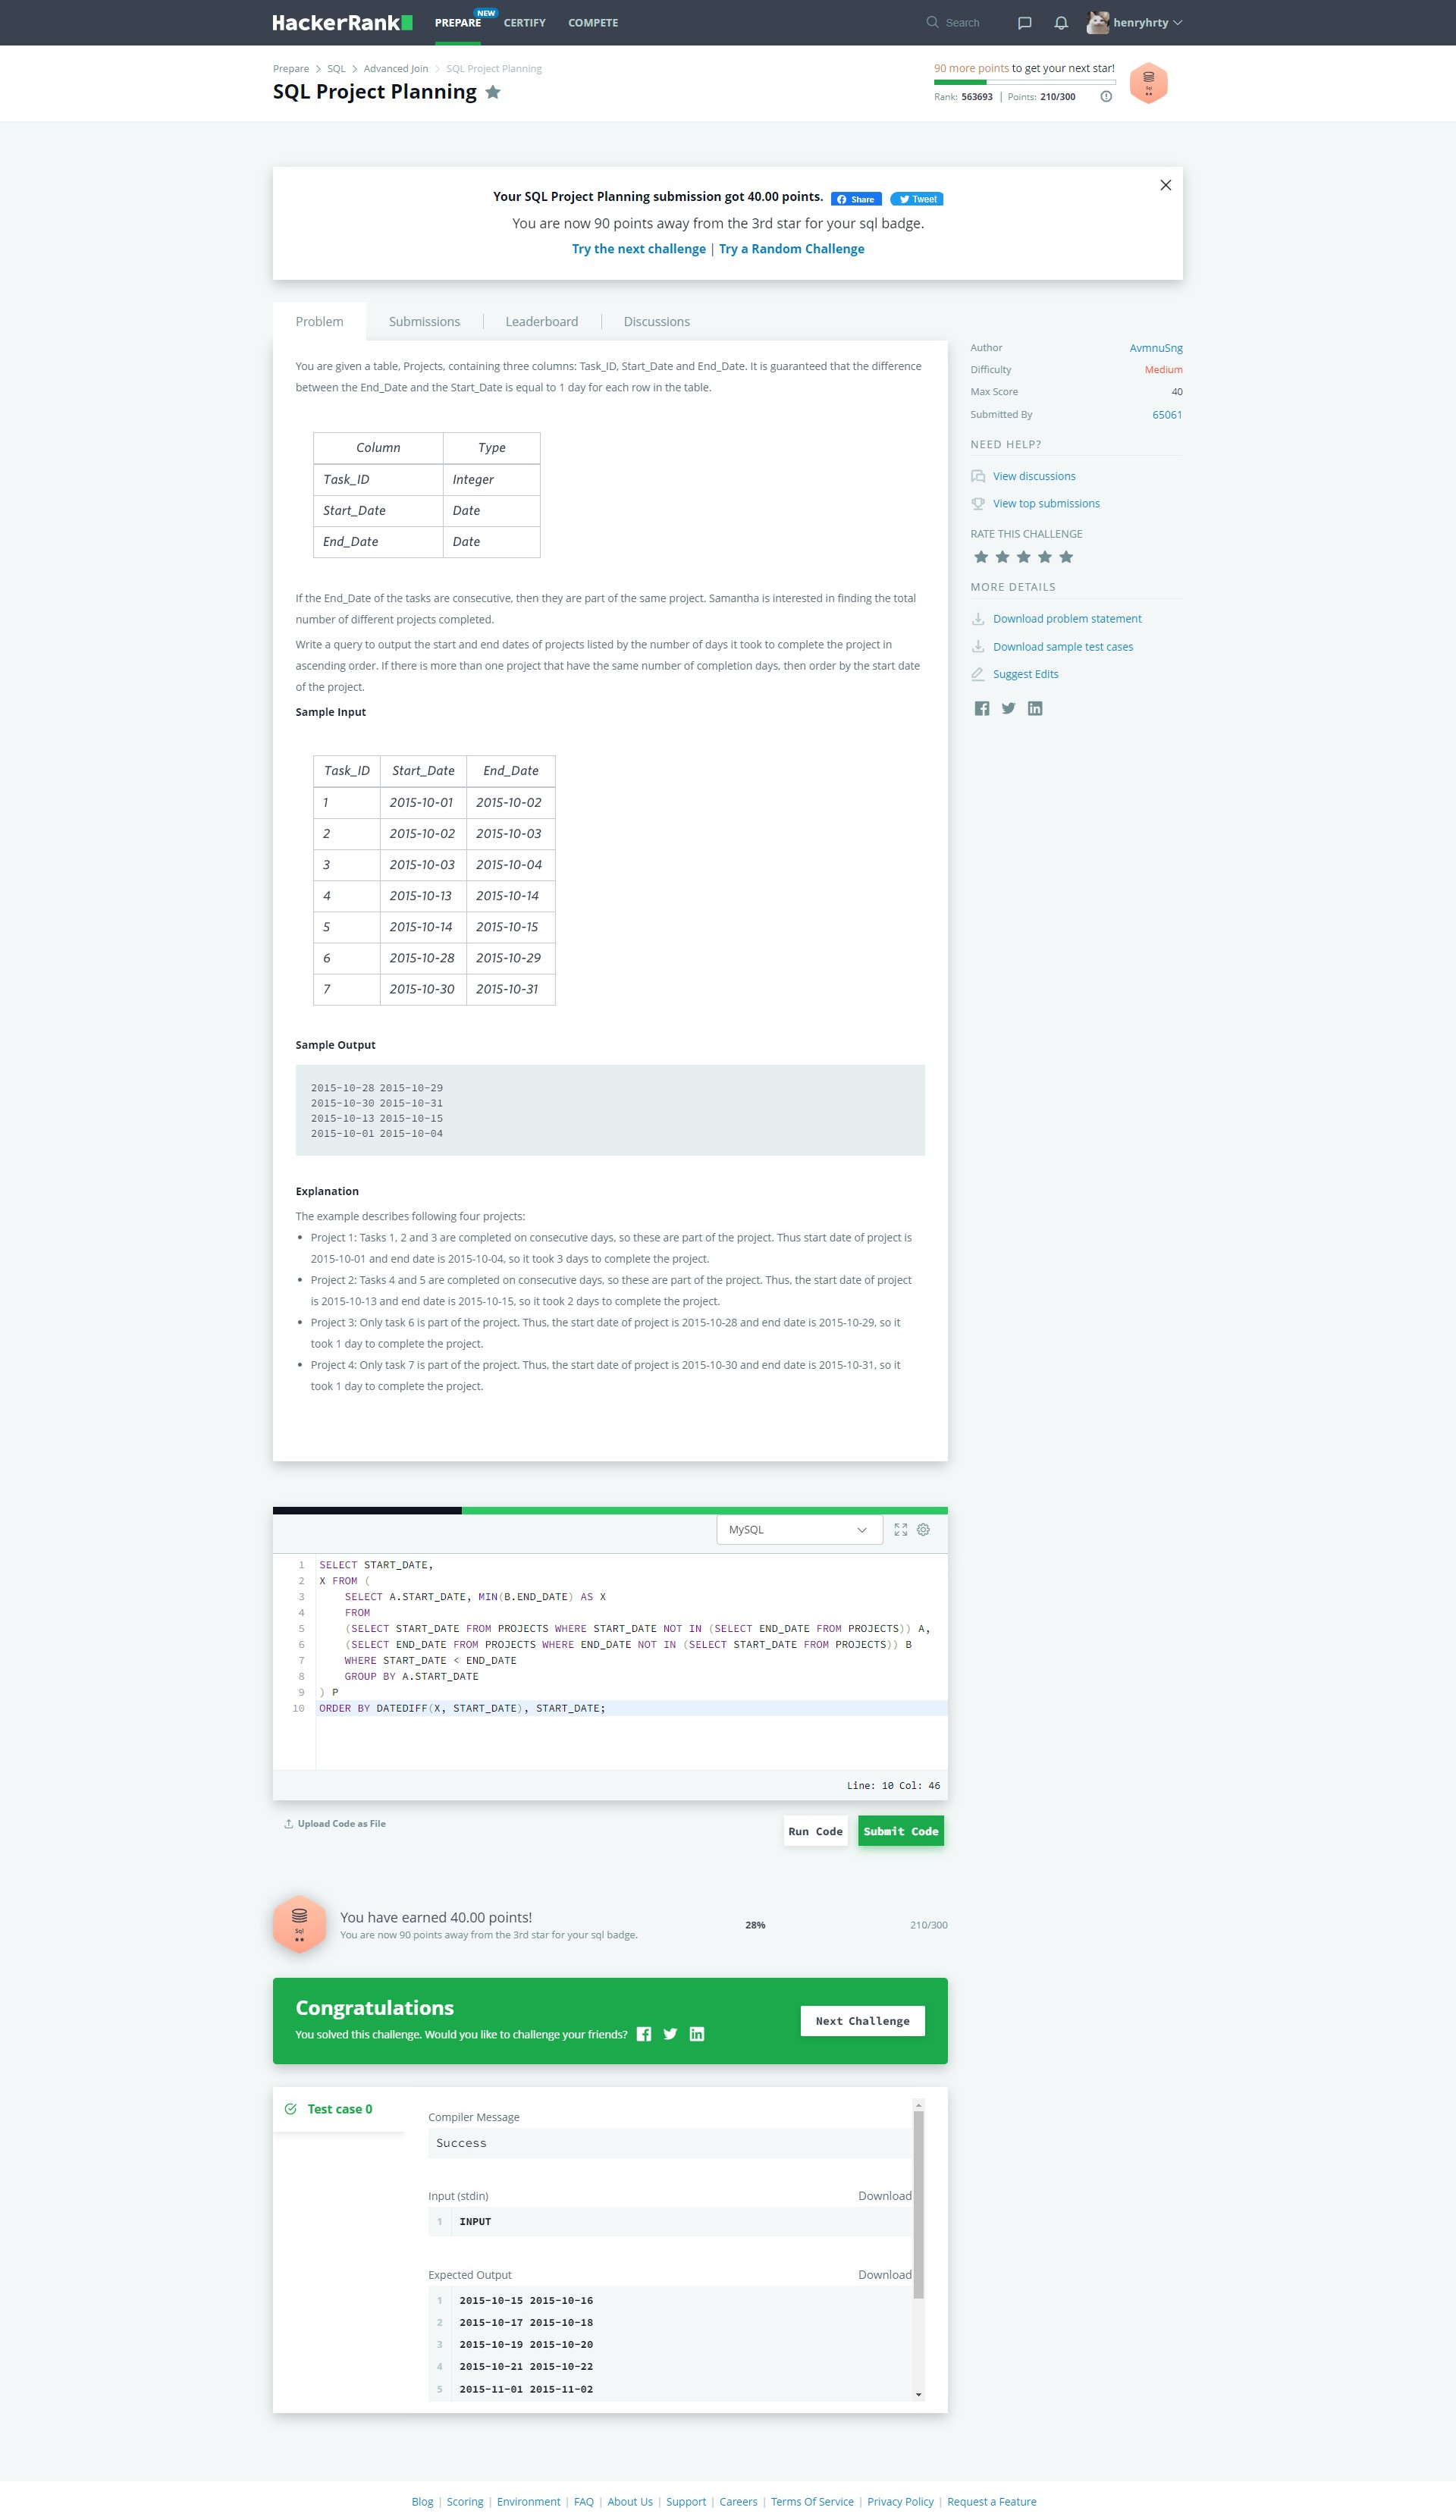 HackerRank
PREPARE
NEW
CERTIFY
COMPETE
Search
henryhrty
Prepare > SQL > Advanced Join > SQL Project Planning
SQL Project Planning
90 more points to get your next star!
Rank: 563693 | Points: 210/300
Sql
Your SQL Project Planning submission got 40.00 points.
Share
Tweet
You are now 90 points away from the 3rd star for your sql badge.
Try the next challenge | Try a Random Challenge
Problem
Submissions
Leaderboard
Discussions
You are given a table, Projects, containing three columns: Task_ID, Start_Date and End_Date. It is guaranteed that the difference
between the End_Date and the Start_Date is equal to 1 day for each row in the table.
Column Type
Task_ID Integer
Start_Date Date
End_Date Date
If the End_Date of the tasks are consecutive, then they are part of the same project. Samantha is interested in finding the total
number of different projects completed.
Write a query to output the start and end dates of projects listed by the number of days it took to complete the project in
ascending order. If there is more than one project that have the same number of completion days, then order by the start date
of the project.
Sample Input
Task_ID Start_Date End_Date
1 2015-10-01 2015-10-02
2 2015-10-02 2015-10-03
3 2015-10-03 2015-10-04
4 2015-10-13 2015-10-14
5 2015-10-14 2015-10-15
6 2015-10-28 2015-10-29
7 2015-10-30 2015-10-31
Sample Output
2015-10-28 2015-10-29
2015-10-30 2015-10-31
2015-10-13 2015-10-15
2015-10-01 2015-10-04
Explanation
The example describes following four projects:
• Project 1: Tasks 1, 2 and 3 are completed on consecutive days, so these are part of the project. Thus start date of project is
2015-10-01 and end date is 2015-10-04, so it took 3 days to complete the project.
• Project 2: Tasks 4 and 5 are completed on consecutive days, so these are part of the project. Thus, the start date of project
is 2015-10-13 and end date is 2015-10-15, so it took 2 days to complete the project.
• Project 3: Only task 6 is part of the project. Thus, the start date of project is 2015-10-28 and end date is 2015-10-29, so it
took 1 day to complete the project.
• Project 4: Only task 7 is part of the project. Thus, the start date of project is 2015-10-30 and end date is 2015-10-31, so it
took 1 day to complete the project.
Author AvmnuSng
Difficulty Medium
Max Score 40
Submitted By 65061
NEED HELP?
View discussions
View top submissions
RATE THIS CHALLENGE
MORE DETAILS
Download problem statement
Download sample test cases
Suggest Edits
MySQL
1 SELECT START_DATE,
2 X FROM (
3 SELECT A.START_DATE, MIN(B.END_DATE) AS X
4 FROM
5 (SELECT START_DATE FROM PROJECTS WHERE START_DATE NOT IN (SELECT END_DATE FROM PROJECTS)) A,
6 (SELECT END_DATE FROM PROJECTS WHERE END_DATE NOT IN (SELECT START_DATE FROM PROJECTS)) B
7 WHERE START_DATE < END_DATE
8 GROUP BY A.START_DATE
9 ) P
10 ORDER BY DATEDIFF(X, START_DATE), START_DATE;
Line: 10 Col: 46
Upload Code as File
Run Code
Submit Code
Sql
You have earned 40.00 points!
You are now 90 points away from the 3rd star for your sql badge.
28%
210/300
Congratulations
You solved this challenge. Would you like to challenge your friends?
Next Challenge
Test case 0
Compiler Message
Success
Input (stdin)
Download
1 INPUT
Expected Output
Download
1 2015-10-15 2015-10-16
2 2015-10-17 2015-10-18
3 2015-10-19 2015-10-20
4 2015-10-21 2015-10-22
5 2015-11-01 2015-11-02
Blog | Scoring | Environment | FAQ | About Us | Support | Careers | Terms Of Service | Privacy Policy | Request a Feature